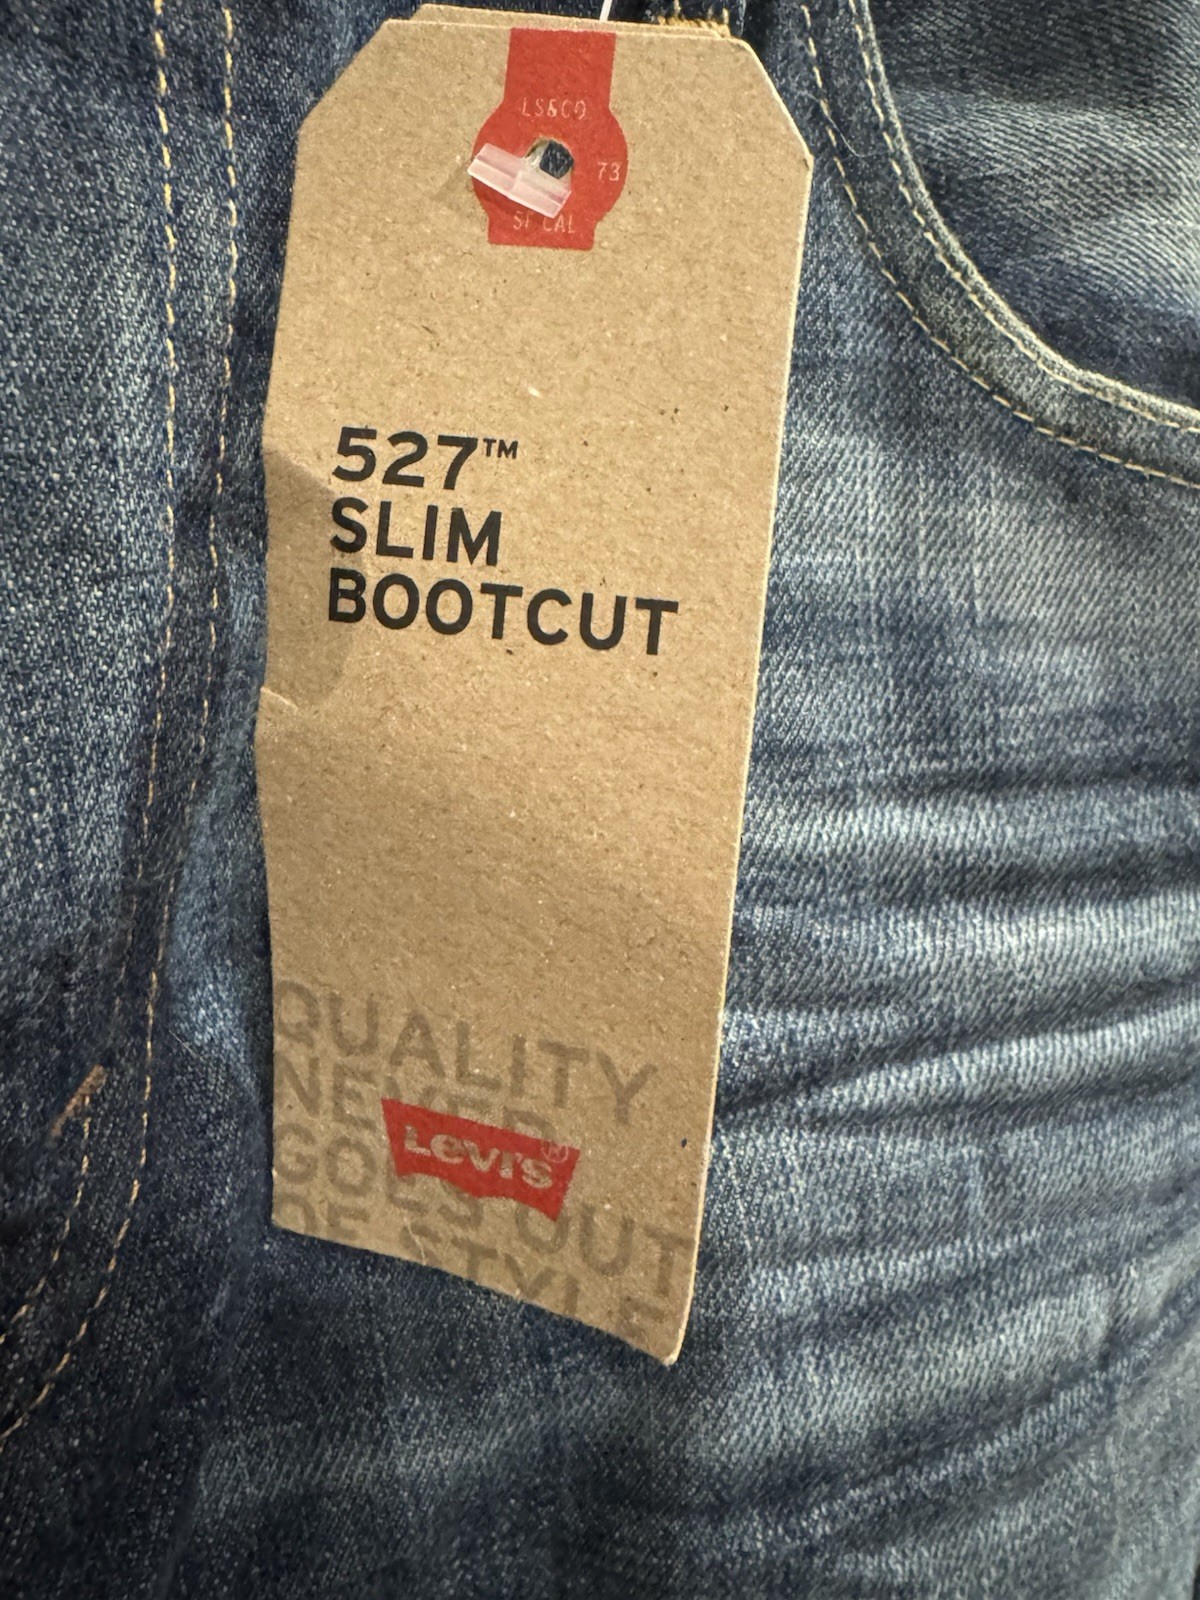 LS&CO
73
SF CAL
527™
SLIM
BOOTCUT
QUALITY
NEVER
GOES OUT
OF STYLE
Levi's®